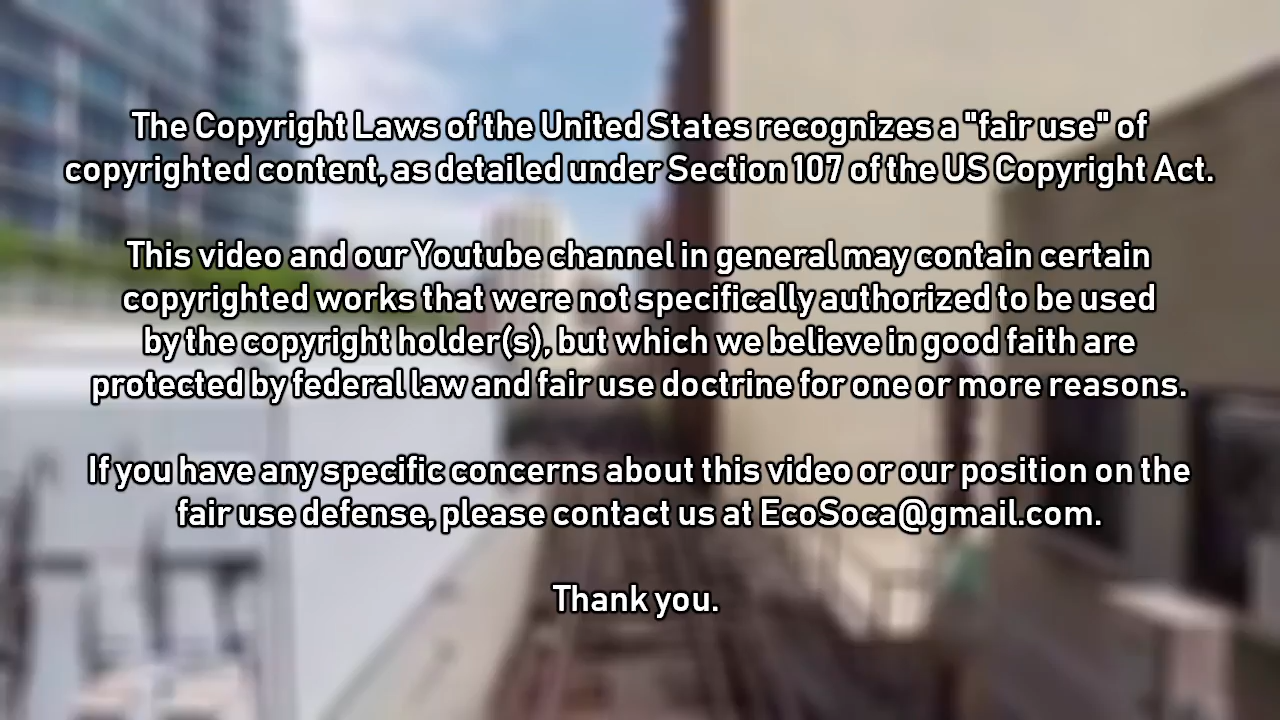 The Copyright Laws of the United States recognizes a "fair use" of
copyrighted content, as detailed under Section 107 of the US Copyright Act.
This video and our Youtube channel in general may contain certain
copyrighted works that were not specifically authorized to be used
by the copyright holder(s), but which we believe in good faith are
protected by federal law and fair use doctrine for one or more reasons.
If you have any specific concerns about this video or our position on the
fair use defense, please contact us at EcoSoca@gmail.com.
Thank you.